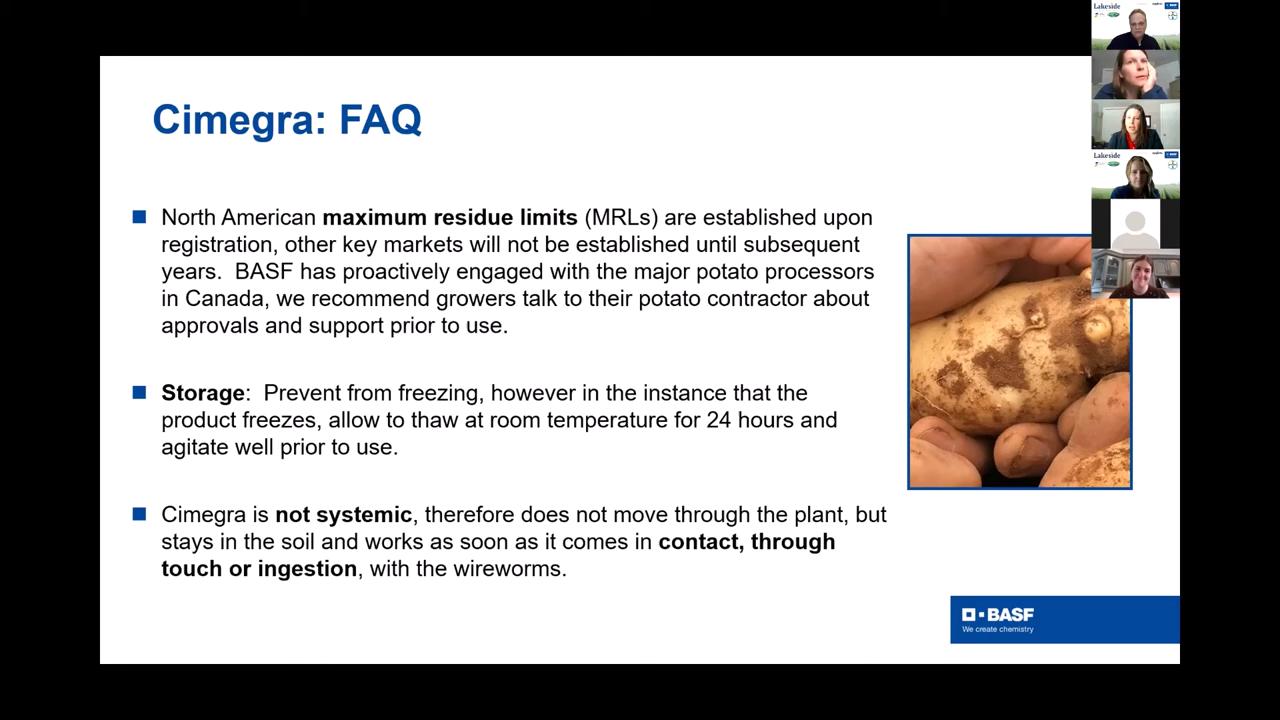 Cimegra: FAQ
North American maximum residue limits (MRLs) are established upon
registration, other key markets will not be established until subsequent
years. BASF has proactively engaged with the major potato processors
in Canada, we recommend growers talk to their potato contractor about
approvals and support prior to use.
Storage: Prevent from freezing, however in the instance that the
product freezes, allow to thaw at room temperature for 24 hours and
agitate well prior to use.
Cimegra is not systemic, therefore does not move through the plant, but
stays in the soil and works as soon as it comes in contact, through
touch or ingestion, with the wireworms.
BASF
We create chemistry
Lakeside
Lakeside